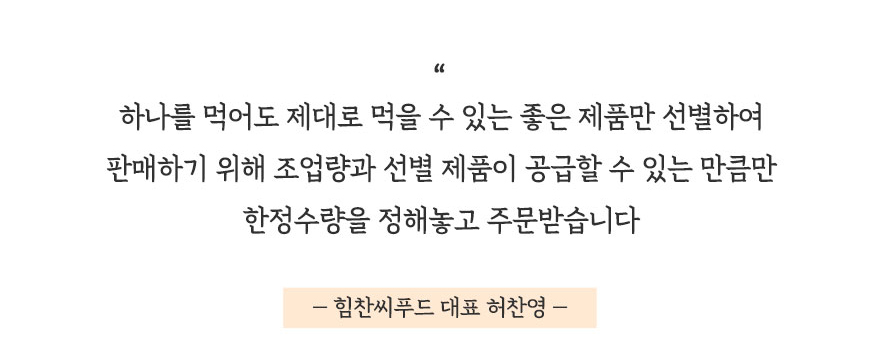 “
하나를 먹어도 제대로 먹을 수 있는 좋은 제품만 선별하여
판매하기 위해 조업량과 선별 제품이 공급할 수 있는 만큼만
한정수량을 정해놓고 주문받습니다
– 힘찬씨푸드 대표 허찬영 –